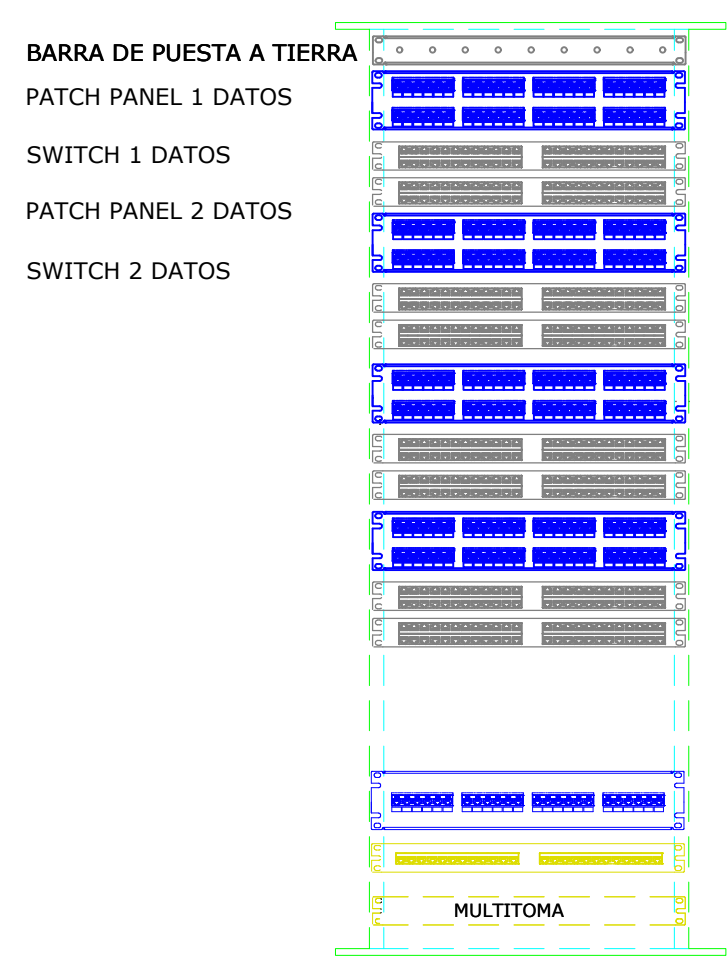 BARRA DE PUESTA A TIERRA
PATCH PANEL 1 DATOS
SWITCH 1 DATOS
PATCH PANEL 2 DATOS
SWITCH 2 DATOS
MULTITOMA